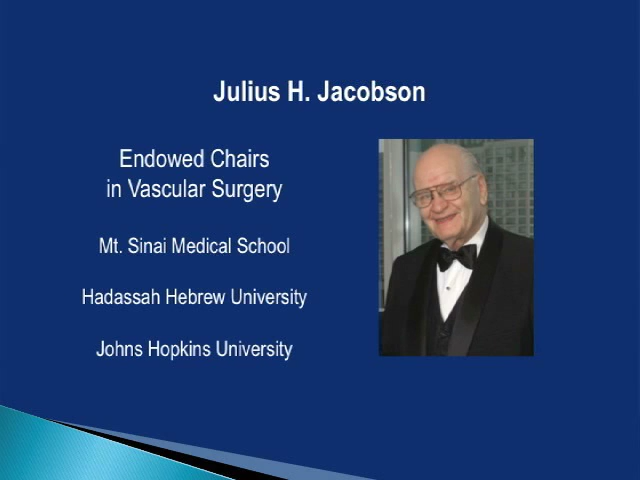 Julius H. Jacobson
Endowed Chairs
in Vascular Surgery
Mt. Sinai Medical School
Hadassah Hebrew University
Johns Hopkins University